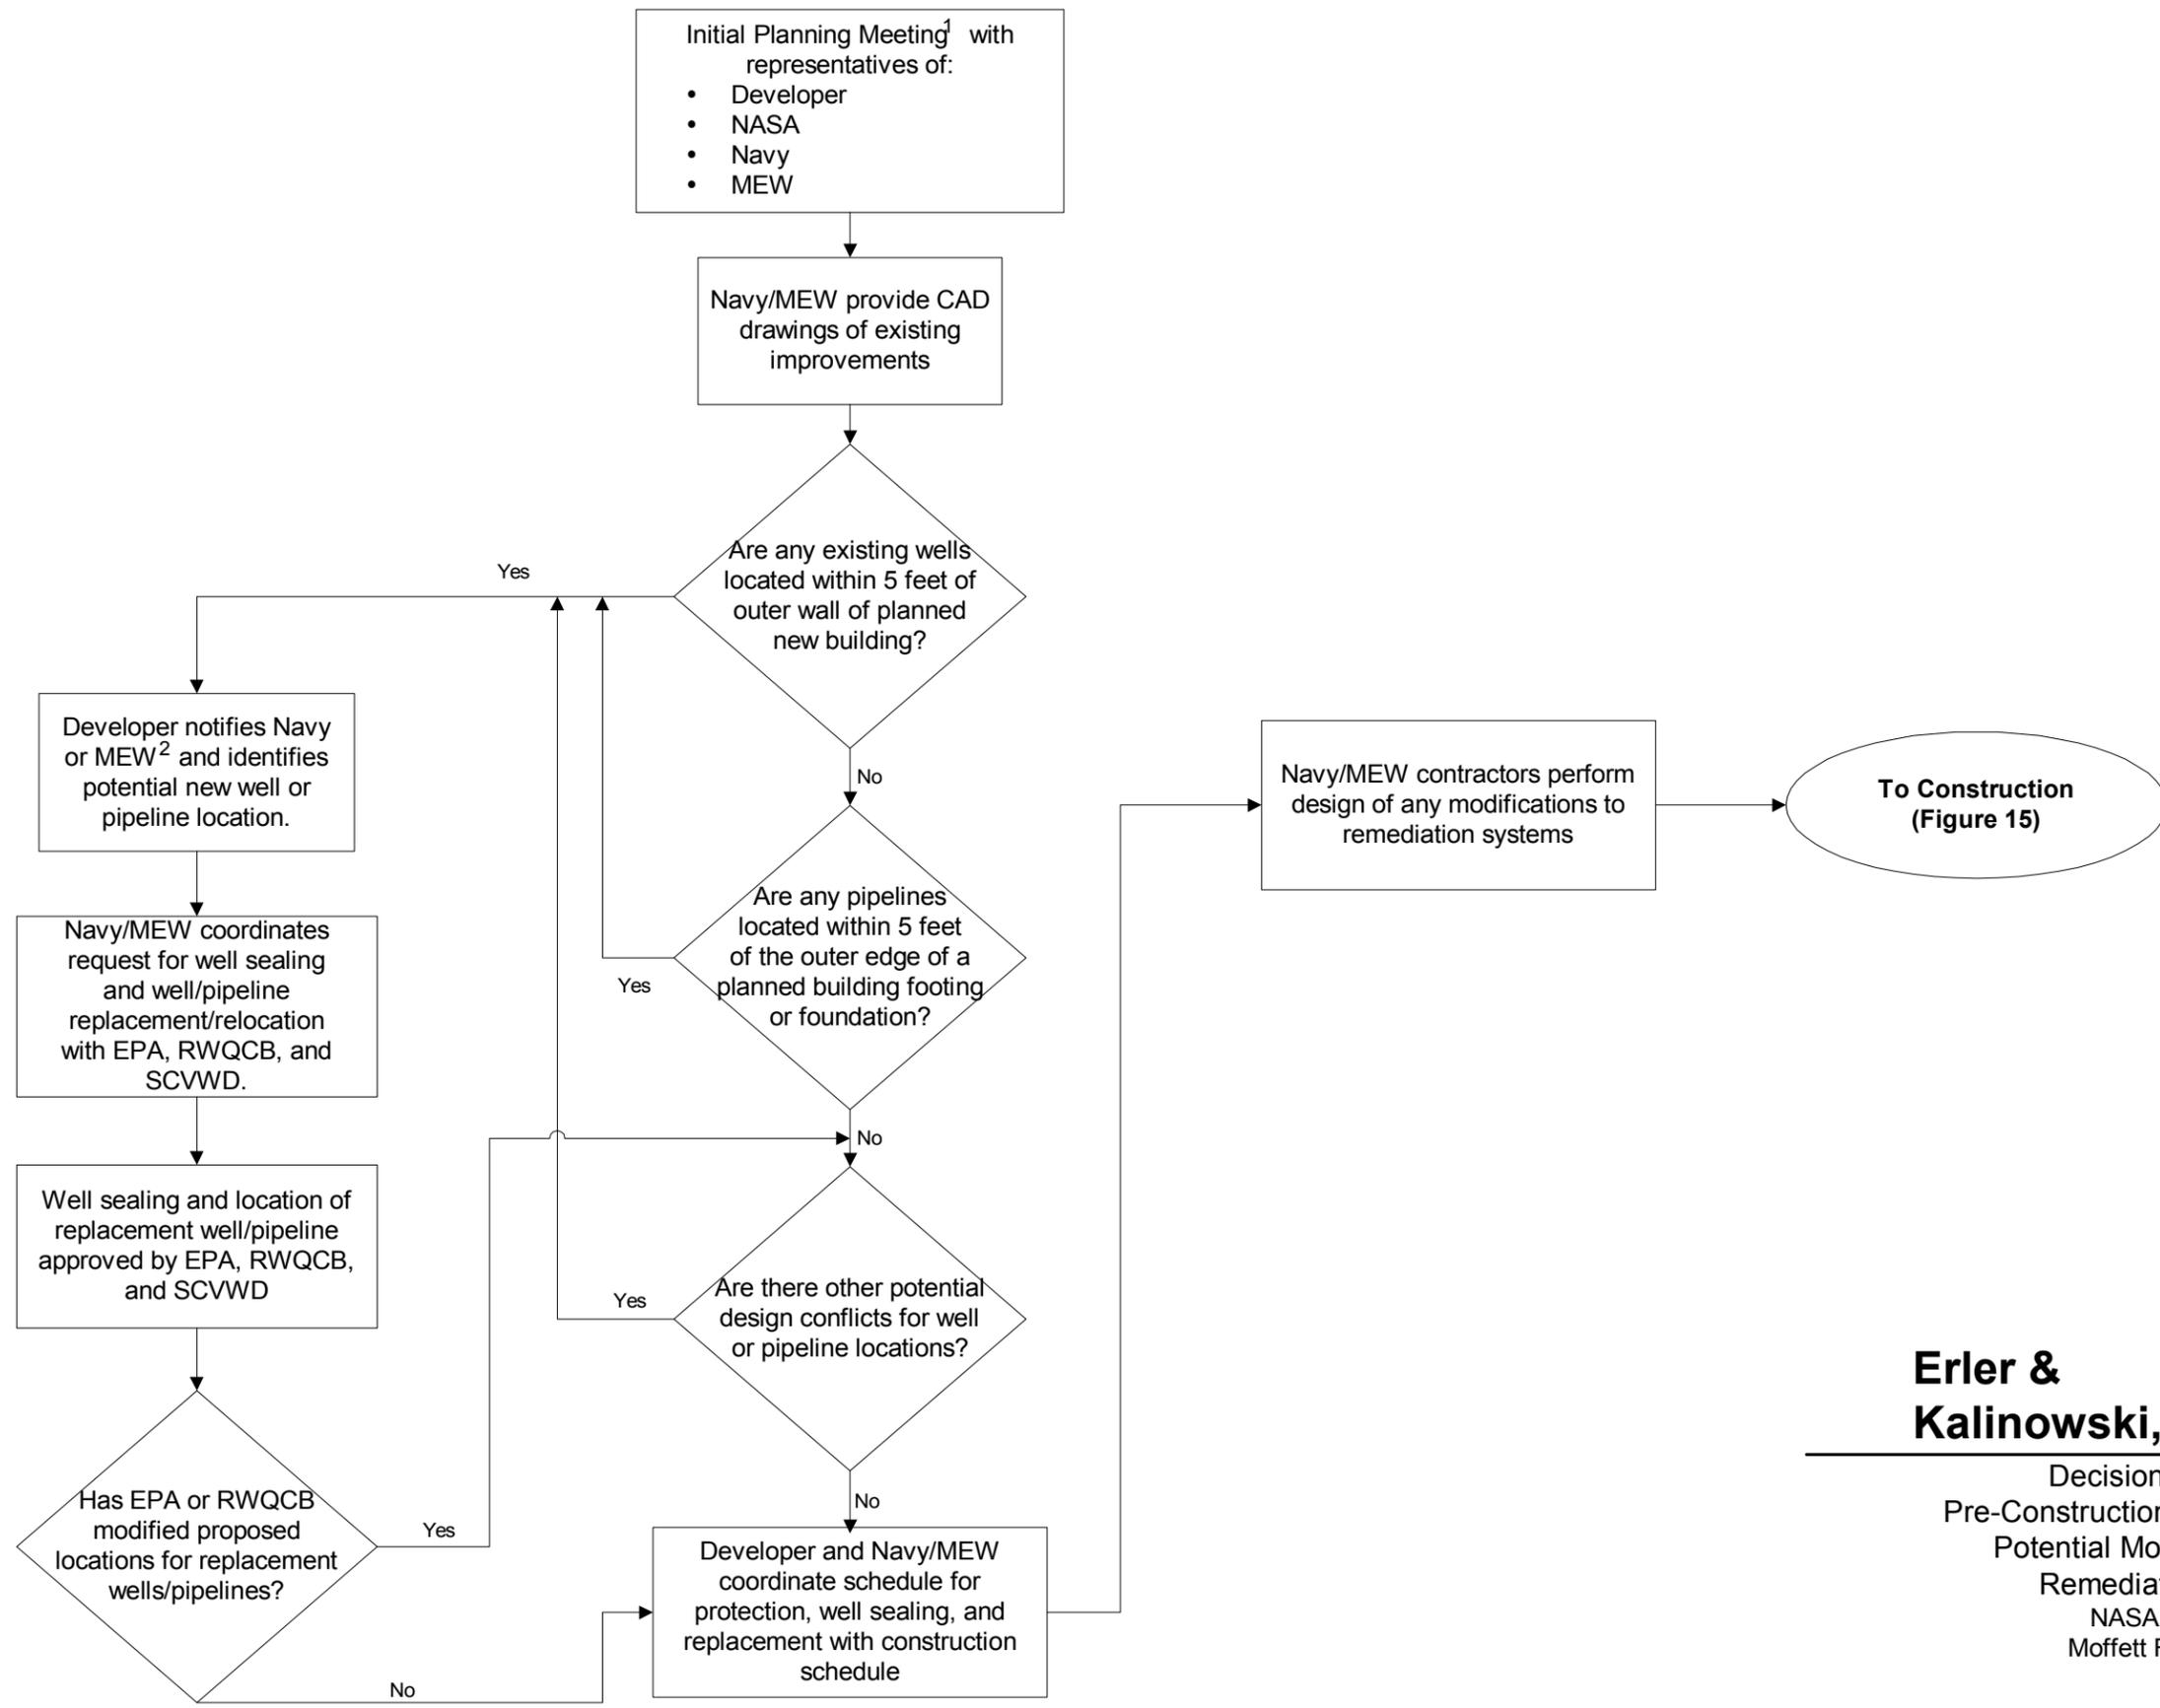 Initial Planning Meeting1 with
representatives of:
• Developer
• NASA
• Navy
• MEW
Navy/MEW provide CAD
drawings of existing
improvements
Are any existing wells
located within 5 feet of
outer wall of planned
new building?
Yes
No
Developer notifies Navy
or MEW2 and identifies
potential new well or
pipeline location.
Navy/MEW coordinates
request for well sealing
and well/pipeline
replacement/relocation
with EPA, RWQCB, and
SCVWD.
Well sealing and location of
replacement well/pipeline
approved by EPA, RWQCB,
and SCVWD
Has EPA or RWQCB
modified proposed
locations for replacement
wells/pipelines?
Yes
No
Are any pipelines
located within 5 feet
of the outer edge of a
planned building footing
or foundation?
Yes
No
Are there other potential
design conflicts for well
or pipeline locations?
Yes
No
Developer and Navy/MEW
coordinate schedule for
protection, well sealing, and
replacement with construction
schedule
Navy/MEW contractors perform
design of any modifications to
remediation systems
To Construction
(Figure 15)
Erler &
Kalinowski,
Decision
Pre-Construction
Potential Mo
Remedia
NASA
Moffett